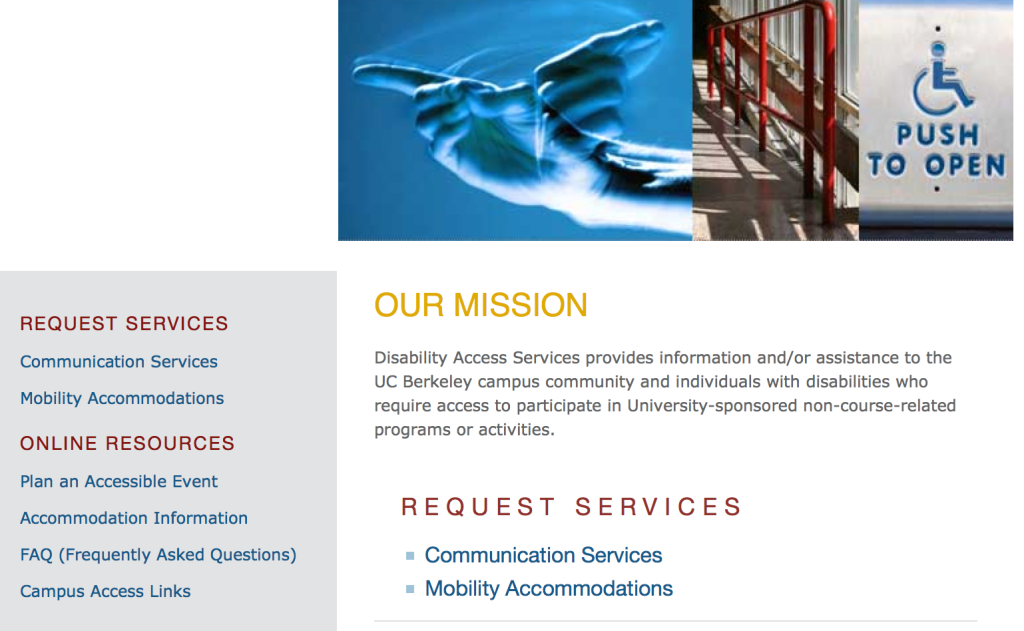 PUSH
TO OPEN
REQUEST SERVICES
Communication Services
Mobility Accommodations
ONLINE RESOURCES
Plan an Accessible Event
Accommodation Information
FAQ (Frequently Asked Questions)
Campus Access Links
OUR MISSION
Disability Access Services provides information and/or assistance to the
UC Berkeley campus community and individuals with disabilities who
require access to participate in University-sponsored non-course-related
programs or activities.
REQUEST SERVICES
Communication Services
Mobility Accommodations